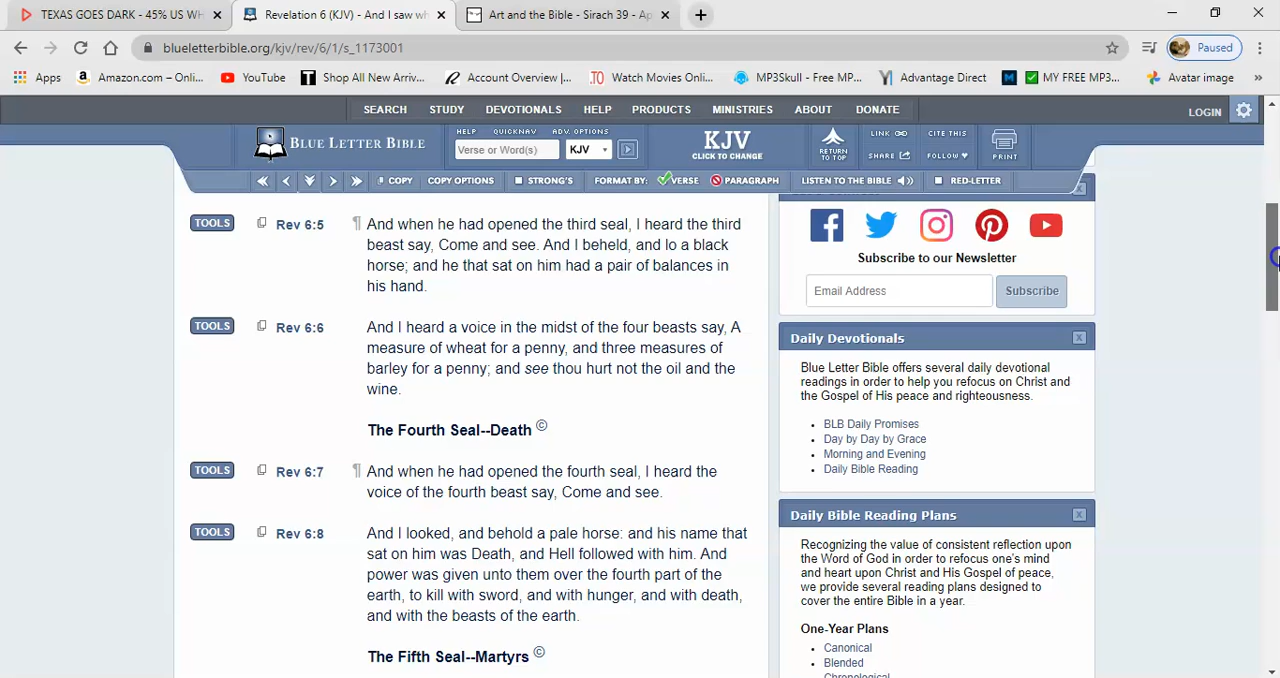 TEXAS GOES DARK - 45% US WH
Revelation 6 (KJV) - And I saw wh
Art and the Bible - Sirach 39 - Ap
blueletterbible.org/kjv/rev/6/1/s_1173001
Paused
Apps
Amazon.com – Onli...
YouTube
Shop All New Arriv...
Account Overview |...
Watch Movies Onli...
MP3Skull - Free MP...
Advantage Direct
MY FREE MP3...
Avatar image
»
SEARCH STUDY DEVOTIONALS HELP PRODUCTS MINISTRIES ABOUT DONATE
LOGIN
BLUE LETTER BIBLE
HELP QUICKNAV ADV. OPTIONS
Verse or Word(s)
KJV
KJV
CLICK TO CHANGE
RETURN
TO TOP
LINK
SHARE
CITE THIS
FOLLOW
PRINT
COPY COPY OPTIONS STRONG'S FORMAT BY: VERSE PARAGRAPH LISTEN TO THE BIBLE RED-LETTER
TOOLS Rev 6:5 ¶ And when he had opened the third seal, I heard the third
beast say, Come and see. And I beheld, and lo a black
horse; and he that sat on him had a pair of balances in
his hand.
TOOLS Rev 6:6 And I heard a voice in the midst of the four beasts say, A
measure of wheat for a penny, and three measures of
barley for a penny; and see thou hurt not the oil and the
wine.
The Fourth Seal--Death ©
TOOLS Rev 6:7 ¶ And when he had opened the fourth seal, I heard the
voice of the fourth beast say, Come and see.
TOOLS Rev 6:8 And I looked, and behold a pale horse: and his name that
sat on him was Death, and Hell followed with him. And
power was given unto them over the fourth part of the
earth, to kill with sword, and with hunger, and with death,
and with the beasts of the earth.
The Fifth Seal--Martyrs ©
Subscribe to our Newsletter
Email Address
Subscribe
Daily Devotionals
Blue Letter Bible offers several daily devotional
readings in order to help you refocus on Christ and
the Gospel of His peace and righteousness.
• BLB Daily Promises
• Day by Day by Grace
• Morning and Evening
• Daily Bible Reading
Daily Bible Reading Plans
Recognizing the value of consistent reflection upon
the Word of God in order to refocus one's mind
and heart upon Christ and His Gospel of peace,
we provide several reading plans designed to
cover the entire Bible in a year.
One-Year Plans
• Canonical
• Blended
• Chronological